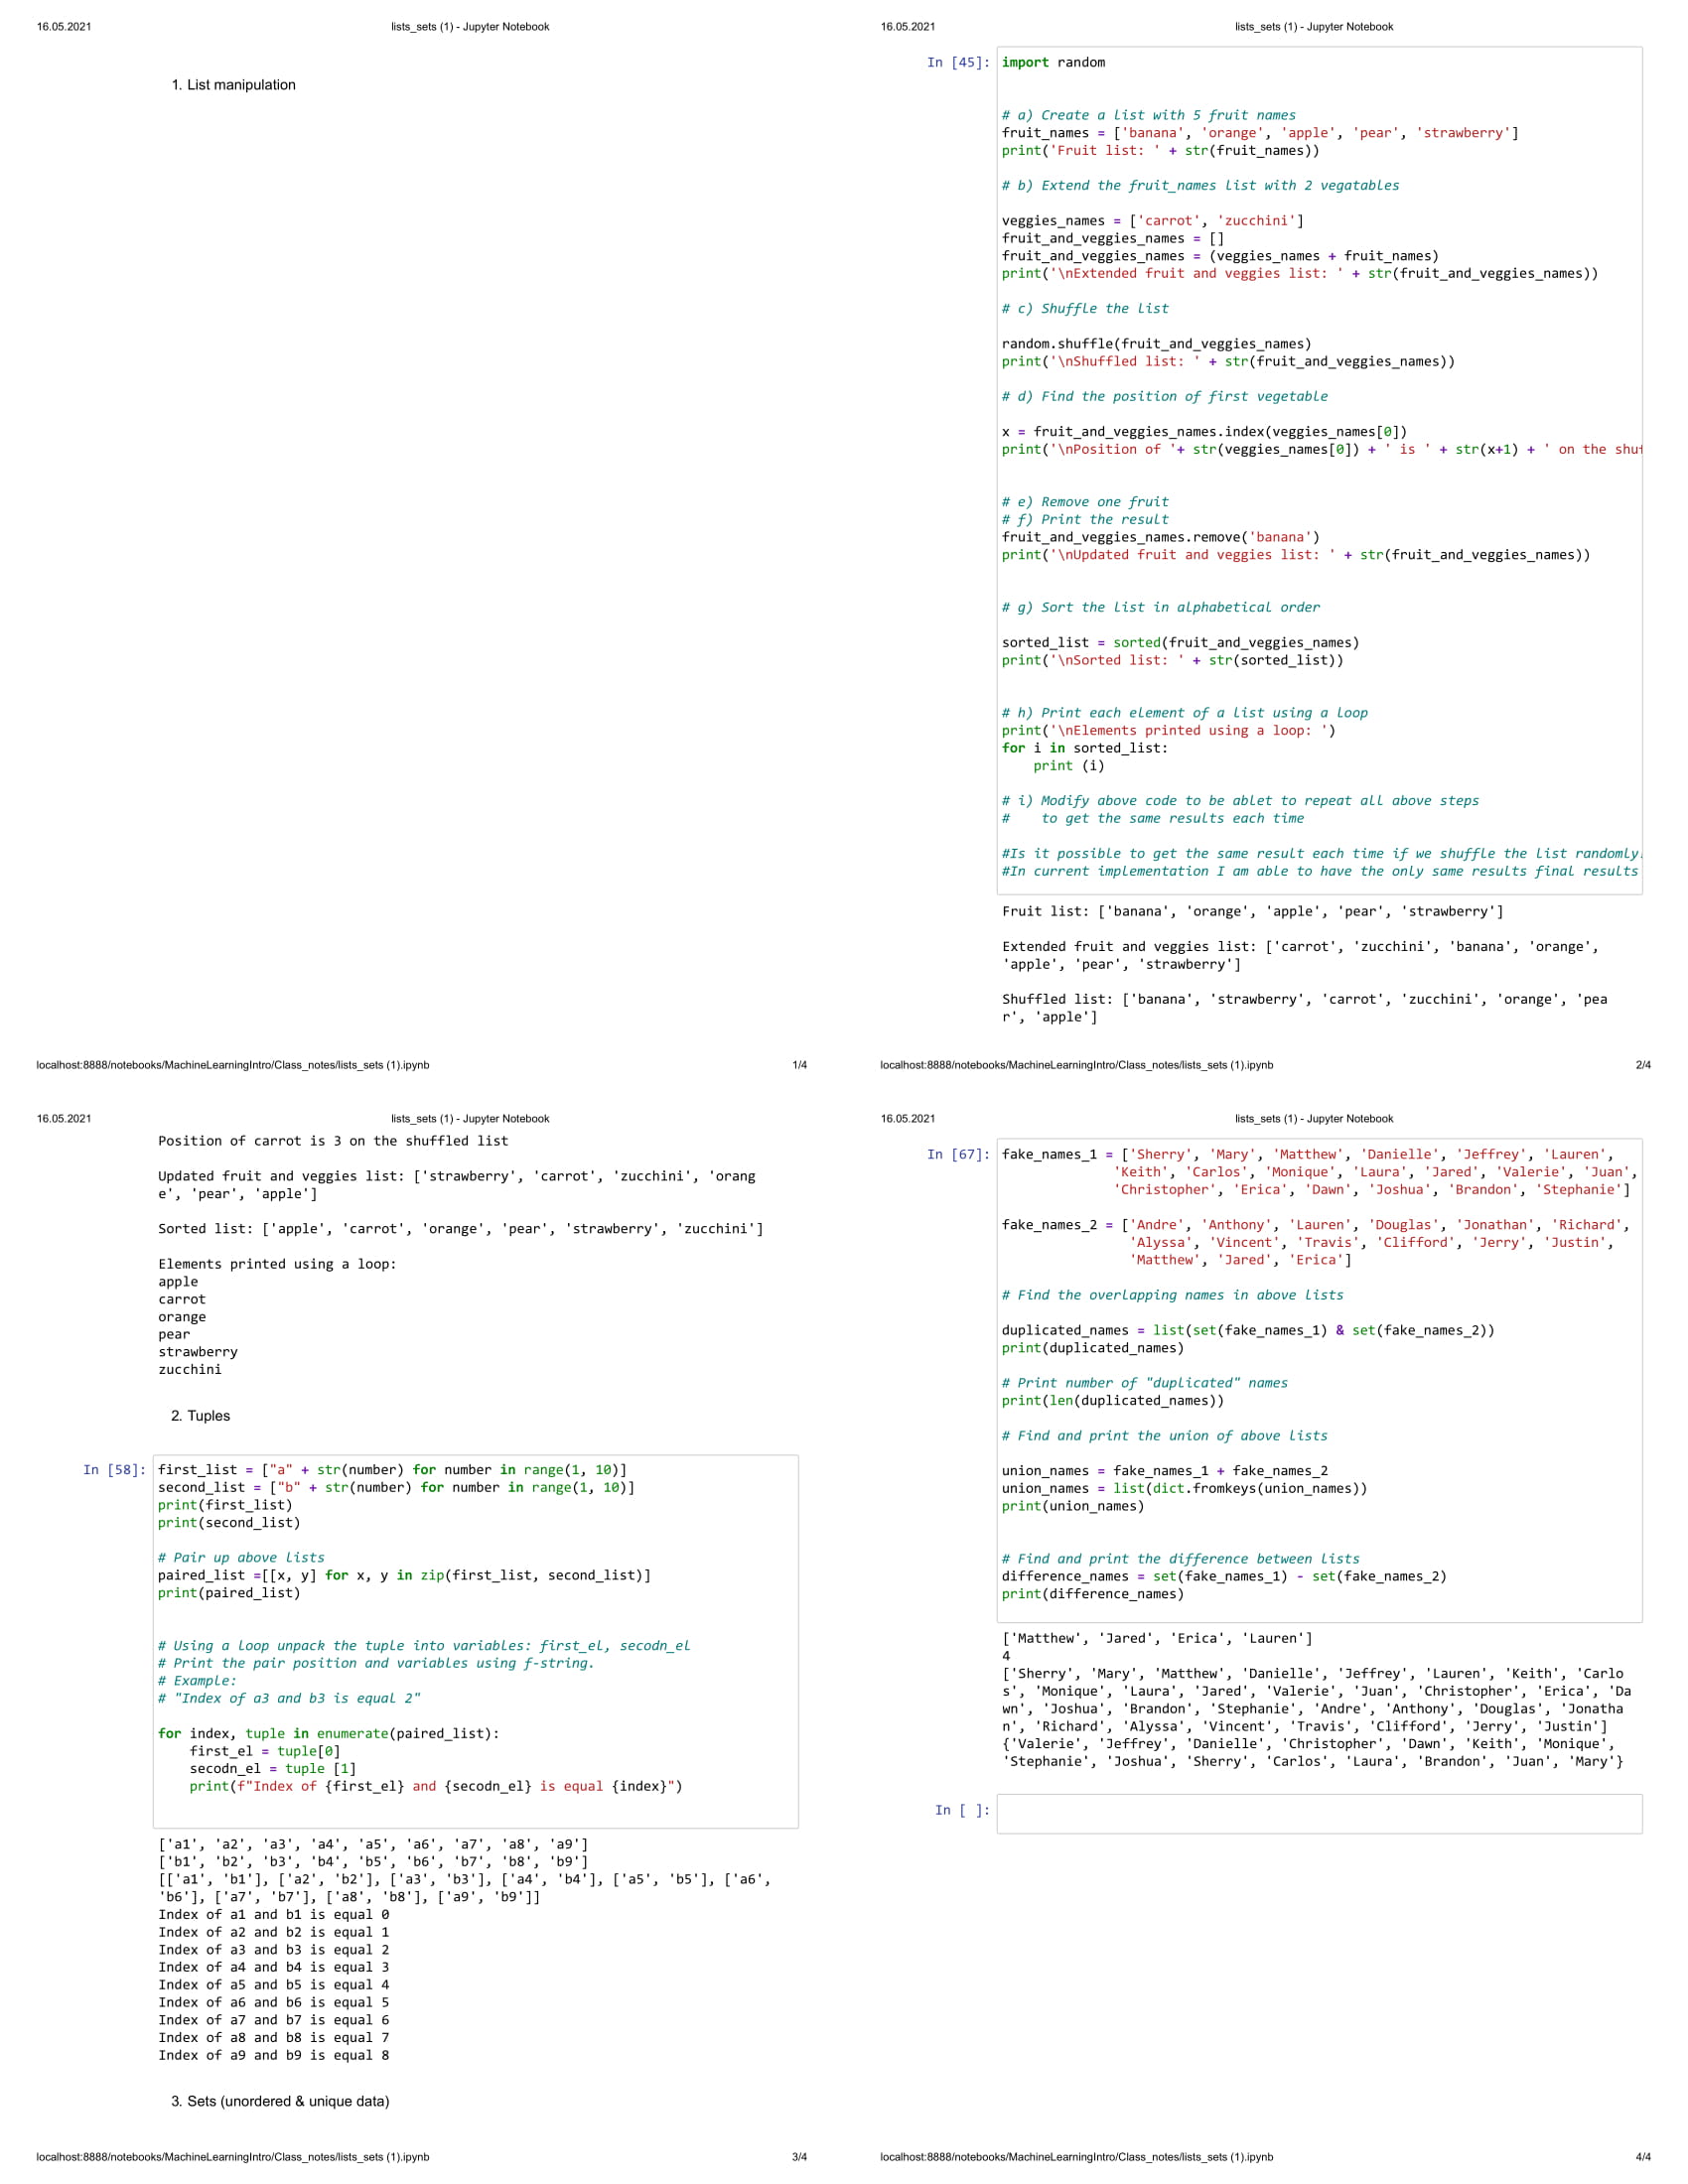 16.05.2021 lists_sets (1) - Jupyter Notebook
1. List manipulation
localhost:8888/notebooks/MachineLearningIntro/Class_notes/lists_sets (1).ipynb 1/4
16.05.2021 lists_sets (1) - Jupyter Notebook
In [45]: import random
# a) Create a list with 5 fruit names
fruit_names = ['banana', 'orange', 'apple', 'pear', 'strawberry']
print('Fruit list: ' + str(fruit_names))
# b) Extend the fruit_names list with 2 vegatables
veggies_names = ['carrot', 'zucchini']
fruit_and_veggies_names = []
fruit_and_veggies_names = (veggies_names + fruit_names)
print('\nExtended fruit and veggies list: ' + str(fruit_and_veggies_names))
# c) Shuffle the list
random.shuffle(fruit_and_veggies_names)
print('\nShuffled list: ' + str(fruit_and_veggies_names))
# d) Find the position of first vegetable
x = fruit_and_veggies_names.index(veggies_names[0])
print('\nPosition of '+ str(veggies_names[0]) + ' is ' + str(x+1) + ' on the shuf
# e) Remove one fruit
# f) Print the result
fruit_and_veggies_names.remove('banana')
print('\nUpdated fruit and veggies list: ' + str(fruit_and_veggies_names))
# g) Sort the list in alphabetical order
sorted_list = sorted(fruit_and_veggies_names)
print('\nSorted list: ' + str(sorted_list))
# h) Print each element of a list using a loop
print('\nElements printed using a loop: ')
for i in sorted_list:
    print (i)
# i) Modify above code to be ablet to repeat all above steps
#    to get the same results each time
#Is it possible to get the same result each time if we shuffle the list randomly
#In current implementation I am able to have the only same results final results
Fruit list: ['banana', 'orange', 'apple', 'pear', 'strawberry']
Extended fruit and veggies list: ['carrot', 'zucchini', 'banana', 'orange',
'apple', 'pear', 'strawberry']
Shuffled list: ['banana', 'strawberry', 'carrot', 'zucchini', 'orange', 'pea
r', 'apple']
localhost:8888/notebooks/MachineLearningIntro/Class_notes/lists_sets (1).ipynb 2/4
16.05.2021 lists_sets (1) - Jupyter Notebook
Position of carrot is 3 on the shuffled list
Updated fruit and veggies list: ['strawberry', 'carrot', 'zucchini', 'orang
e', 'pear', 'apple']
Sorted list: ['apple', 'carrot', 'orange', 'pear', 'strawberry', 'zucchini']
Elements printed using a loop:
apple
carrot
orange
pear
strawberry
zucchini
2. Tuples
In [58]: first_list = ["a" + str(number) for number in range(1, 10)]
second_list = ["b" + str(number) for number in range(1, 10)]
print(first_list)
print(second_list)
# Pair up above lists
paired_list =[[x, y] for x, y in zip(first_list, second_list)]
print(paired_list)
# Using a loop unpack the tuple into variables: first_el, secodn_el
# Print the pair position and variables using f-string.
# Example:
# "Index of a3 and b3 is equal 2"
for index, tuple in enumerate(paired_list):
    first_el = tuple[0]
    secodn_el = tuple [1]
    print(f"Index of {first_el} and {secodn_el} is equal {index}")
['a1', 'a2', 'a3', 'a4', 'a5', 'a6', 'a7', 'a8', 'a9']
['b1', 'b2', 'b3', 'b4', 'b5', 'b6', 'b7', 'b8', 'b9']
[['a1', 'b1'], ['a2', 'b2'], ['a3', 'b3'], ['a4', 'b4'], ['a5', 'b5'], ['a6',
'b6'], ['a7', 'b7'], ['a8', 'b8'], ['a9', 'b9']]
Index of a1 and b1 is equal 0
Index of a2 and b2 is equal 1
Index of a3 and b3 is equal 2
Index of a4 and b4 is equal 3
Index of a5 and b5 is equal 4
Index of a6 and b6 is equal 5
Index of a7 and b7 is equal 6
Index of a8 and b8 is equal 7
Index of a9 and b9 is equal 8
3. Sets (unordered & unique data)
localhost:8888/notebooks/MachineLearningIntro/Class_notes/lists_sets (1).ipynb 3/4
16.05.2021 lists_sets (1) - Jupyter Notebook
In [67]: fake_names_1 = ['Sherry', 'Mary', 'Matthew', 'Danielle', 'Jeffrey', 'Lauren',
'Keith', 'Carlos', 'Monique', 'Laura', 'Jared', 'Valerie', 'Juan',
'Christopher', 'Erica', 'Dawn', 'Joshua', 'Brandon', 'Stephanie']
fake_names_2 = ['Andre', 'Anthony', 'Lauren', 'Douglas', 'Jonathan', 'Richard',
'Alyssa', 'Vincent', 'Travis', 'Clifford', 'Jerry', 'Justin',
'Matthew', 'Jared', 'Erica']
# Find the overlapping names in above lists
duplicated_names = list(set(fake_names_1) & set(fake_names_2))
print(duplicated_names)
# Print number of "duplicated" names
print(len(duplicated_names))
# Find and print the union of above lists
union_names = fake_names_1 + fake_names_2
union_names = list(dict.fromkeys(union_names))
print(union_names)
# Find and print the difference between lists
difference_names = set(fake_names_1) - set(fake_names_2)
print(difference_names)
['Matthew', 'Jared', 'Erica', 'Lauren']
4
['Sherry', 'Mary', 'Matthew', 'Danielle', 'Jeffrey', 'Lauren', 'Keith', 'Carlo
s', 'Monique', 'Laura', 'Jared', 'Valerie', 'Juan', 'Christopher', 'Erica', 'Da
wn', 'Joshua', 'Brandon', 'Stephanie', 'Andre', 'Anthony', 'Douglas', 'Jonatha
n', 'Richard', 'Alyssa', 'Vincent', 'Travis', 'Clifford', 'Jerry', 'Justin']
{'Valerie', 'Jeffrey', 'Danielle', 'Christopher', 'Dawn', 'Keith', 'Monique',
'Stephanie', 'Joshua', 'Sherry', 'Carlos', 'Laura', 'Brandon', 'Juan', 'Mary'}
In [ ]:
localhost:8888/notebooks/MachineLearningIntro/Class_notes/lists_sets (1).ipynb 4/4